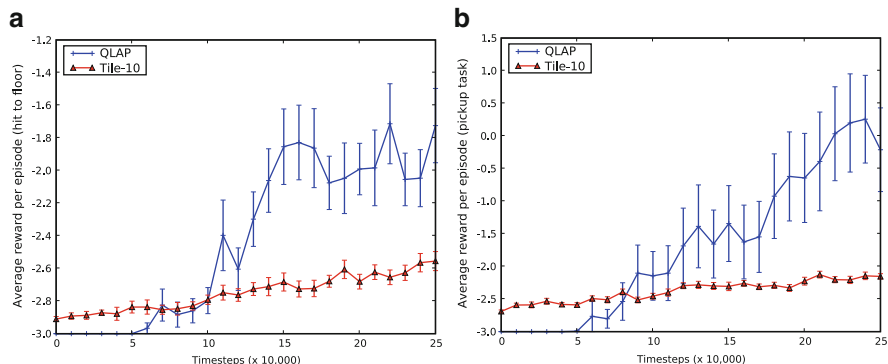 a
Average reward per episode (hit to floor)
-1.2
-1.4
-1.6
-1.8
-2.0
-2.2
-2.4
-2.6
-2.8
-3.0
QLAP
Tile-10
0 5 10 15 20 25
Timesteps (x 10,000)
b
Average reward per episode (pickup task)
1.5
1.0
0.5
0.0
-0.5
-1.0
-1.5
-2.0
-2.5
-3.0
QLAP
Tile-10
0 5 10 15 20 25
Timesteps (x 10,000)